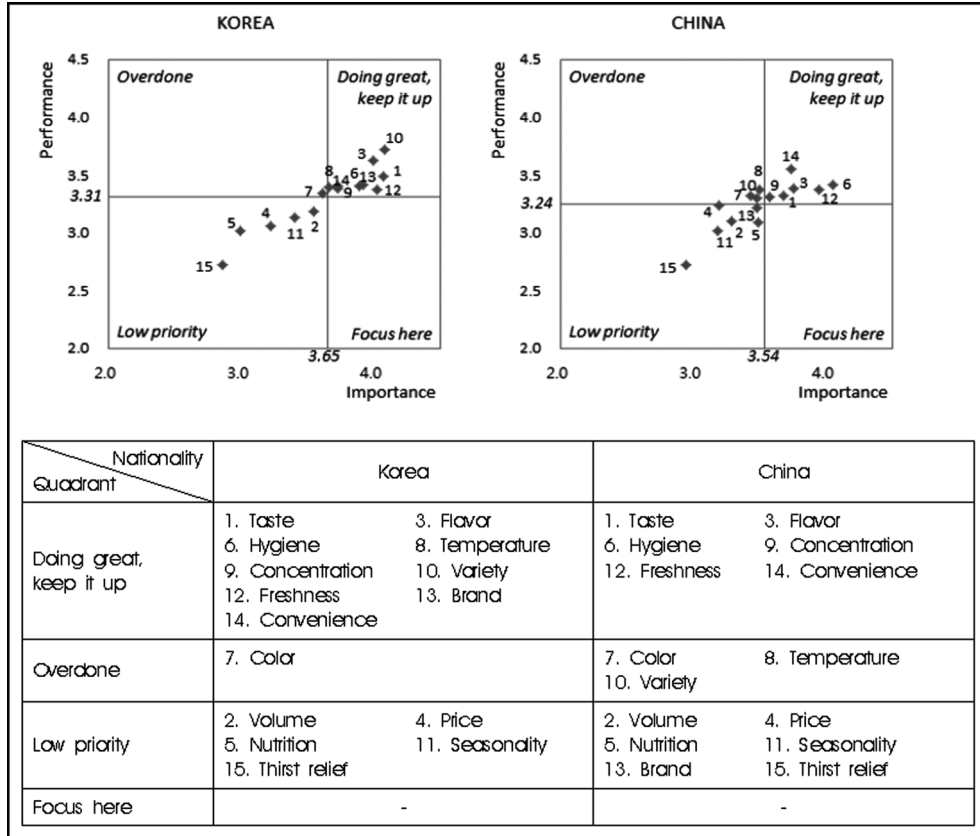 KOREA
Performance
4.5
4.0
3.5
3.31
3.0
2.5
2.0
Overdone
Doing great,
keep it up
10
3
13
1
6
8
14
7
9
12
4
5
11
2
15
Low priority
Focus here
3.65
2.0
3.0
4.0
Importance
CHINA
Performance
4.5
4.0
3.5
3.24
3.0
2.5
2.0
Overdone
Doing great,
keep it up
14
8
10
9
3
6
7
1
12
4
13
11
2
5
15
Low priority
Focus here
3.54
2.0
3.0
4.0
Importance
Nationality
Quadrant
Korea
China
Doing great,
keep it up
1. Taste 3. Flavor
6. Hygiene 8. Temperature
9. Concentration 10. Variety
12. Freshness 13. Brand
14. Convenience
1. Taste 3. Flavor
6. Hygiene 9. Concentration
12. Freshness 14. Convenience
Overdone
7. Color
7. Color 8. Temperature
10. Variety
Low priority
2. Volume 4. Price
5. Nutrition 11. Seasonality
15. Thirst relief
2. Volume 4. Price
5. Nutrition 11. Seasonality
13. Brand 15. Thirst relief
Focus here
-
-